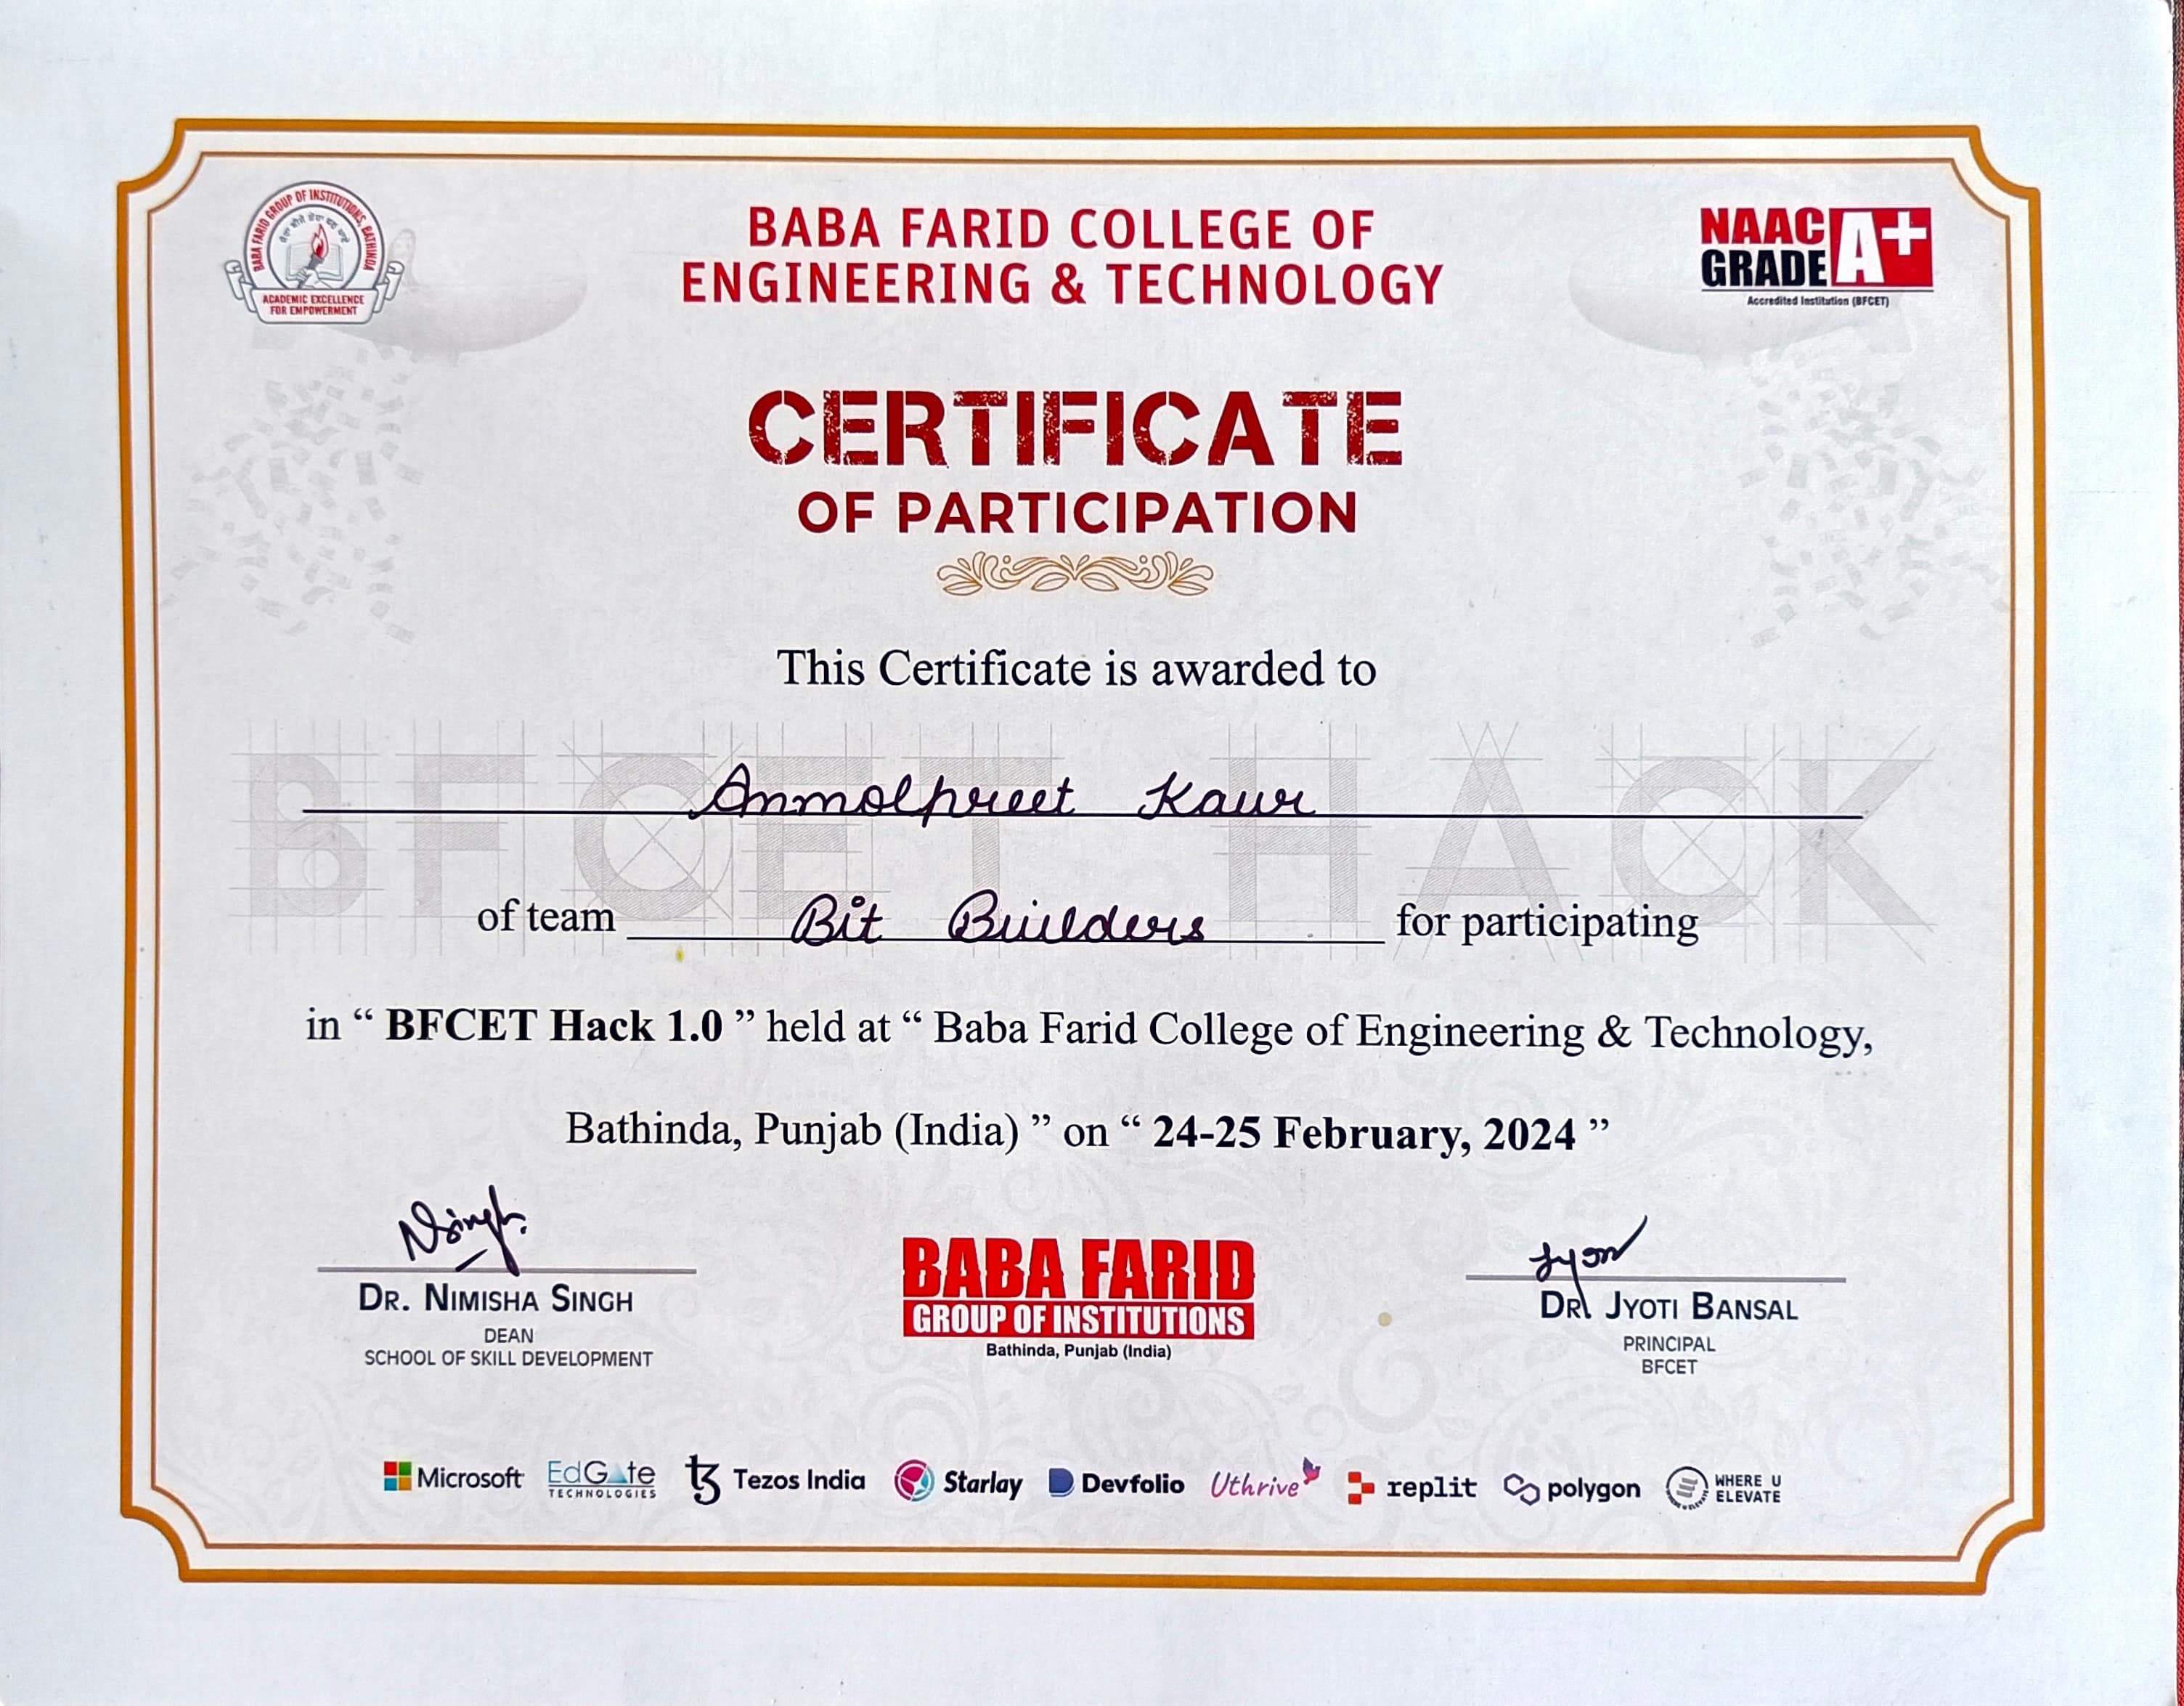 BABA FARID GROUP OF INSTITUTIONS, BATHINDA
ACADEMIC EXCELLENCE
FOR EMPOWERMENT
BABA FARID COLLEGE OF
ENGINEERING & TECHNOLOGY
NAAC
GRADE A+
Accredited Institution (BFCET)
CERTIFICATE
OF PARTICIPATION
This Certificate is awarded to
BFCET HACK
Anmolpreet Kaur
of team Bit Builders for participating
in “ BFCET Hack 1.0 ” held at “ Baba Farid College of Engineering & Technology,
Bathinda, Punjab (India) ” on “ 24-25 February, 2024 ”
NSingh.
DR. NIMISHA SINGH
DEAN
SCHOOL OF SKILL DEVELOPMENT
BABA FARID
GROUP OF INSTITUTIONS
Bathinda, Punjab (India)
DR. JYOTI BANSAL
PRINCIPAL
BFCET
Microsoft EdGate TECHNOLOGIES Tezos India Starlay Devfolio Uthrive replit polygon WHERE U ELEVATE